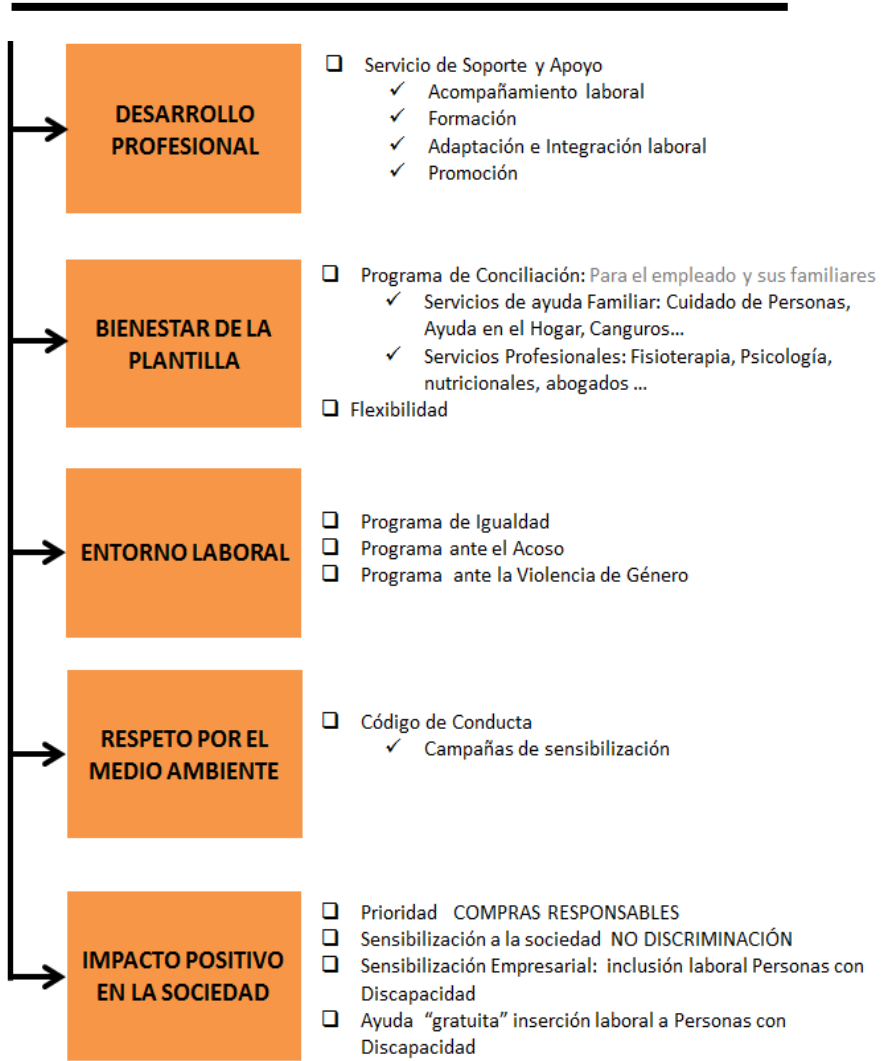 DESARROLLO
PROFESIONAL
❑ Servicio de Soporte y Apoyo
✓ Acompañamiento laboral
✓ Formación
✓ Adaptación e Integración laboral
✓ Promoción
BIENESTAR DE LA
PLANTILLA
❑ Programa de Conciliación: Para el empleado y sus familiares
✓ Servicios de ayuda Familiar: Cuidado de Personas,
Ayuda en el Hogar, Canguros...
✓ Servicios Profesionales: Fisioterapia, Psicología,
nutricionales, abogados ...
❑ Flexibilidad
ENTORNO LABORAL
❑ Programa de Igualdad
❑ Programa ante el Acoso
❑ Programa ante la Violencia de Género
RESPETO POR EL
MEDIO AMBIENTE
❑ Código de Conducta
✓ Campañas de sensibilización
IMPACTO POSITIVO
EN LA SOCIEDAD
❑ Prioridad COMPRAS RESPONSABLES
❑ Sensibilización a la sociedad NO DISCRIMINACIÓN
❑ Sensibilización Empresarial: inclusión laboral Personas con
Discapacidad
❑ Ayuda “gratuita” inserción laboral a Personas con
Discapacidad